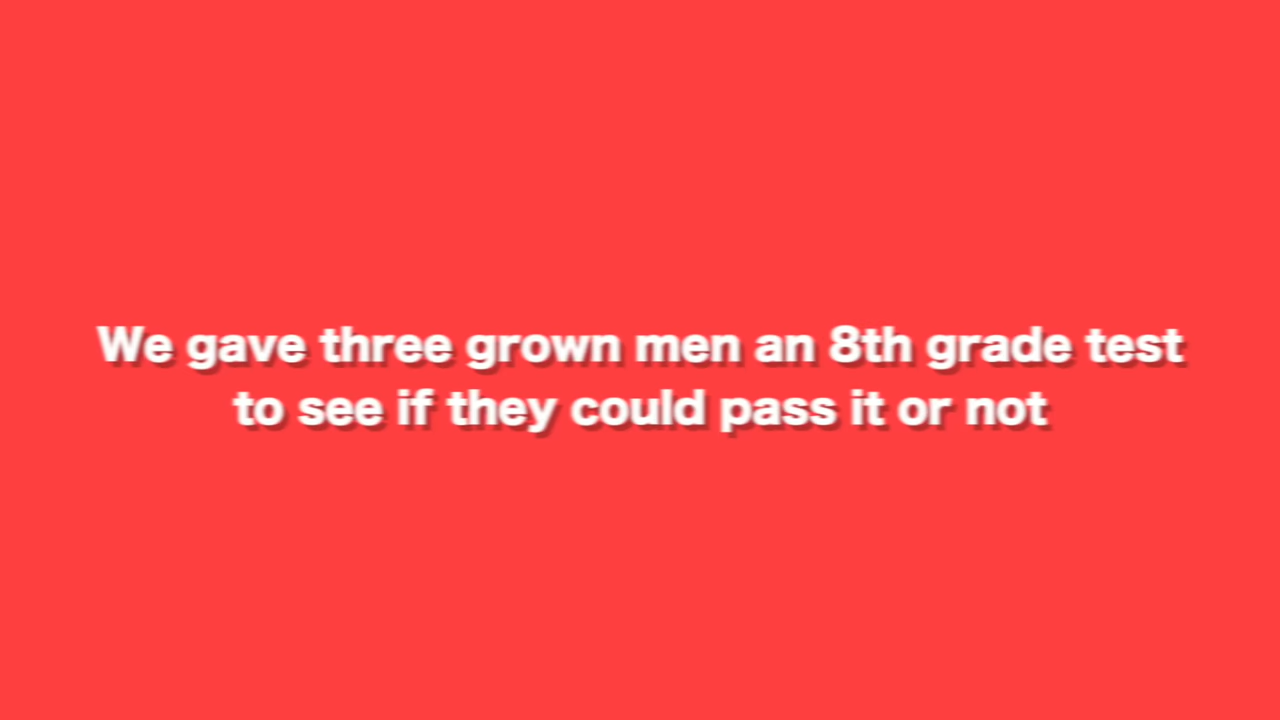 We gave three grown men an 8th grade test
to see if they could pass it or not